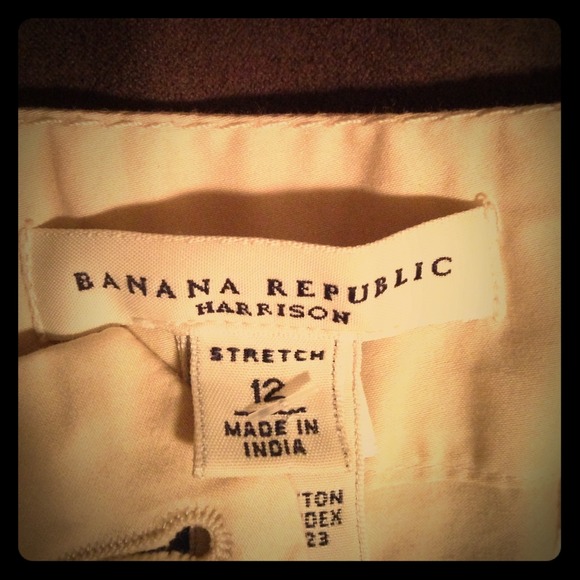 BANANA REPUBLIC
HARRISON
STRETCH
12
MADE IN
INDIA
TON
DEX
23